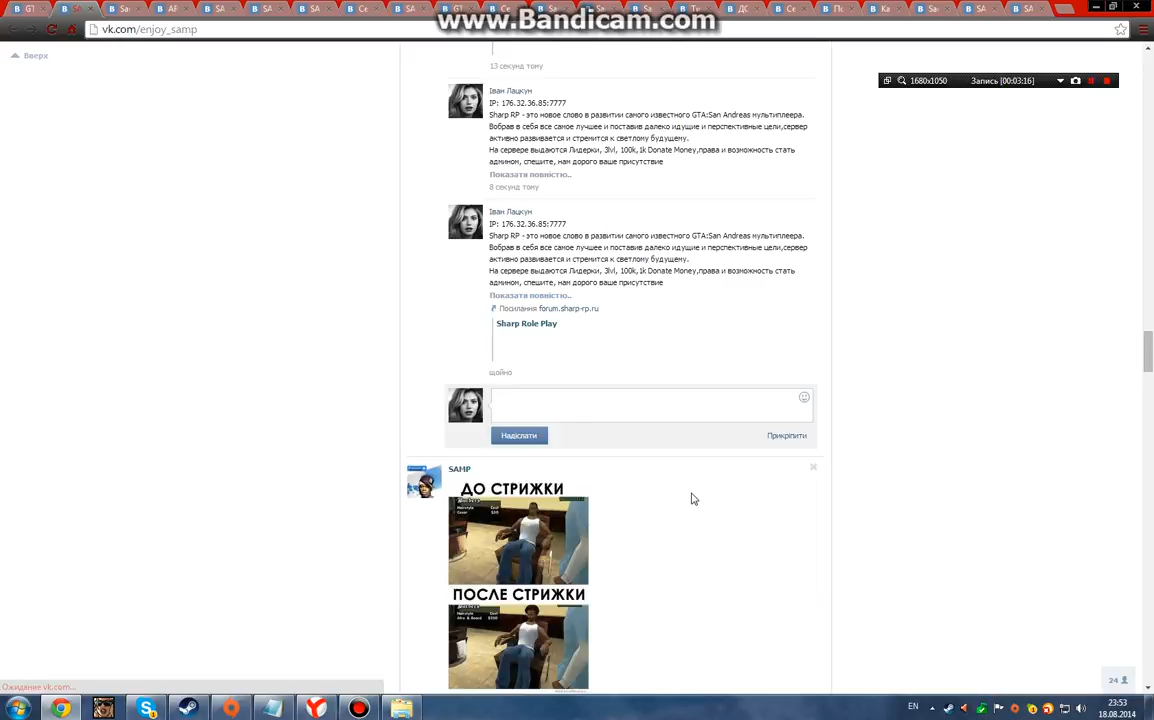 www.Bandicam.com
vk.com/enjoy_samp
Вверх
1680x1050 Запись [00:03:16]
13 секунд тому
Іван Лацкун
IP: 176.32.36.85:7777
Sharp RP - это новое слово в развитии самого известного GTA:San Andreas мультиплеера.
Вобрав в себя все самое лучшее и поставив далеко идущие и перспективные цели,сервер
активно развивается и стремится к светлому будущему.
На сервере выдаются Лидерки, 3lvl, 100k,1k Donate Money,права и возможность стать
админом, спешите, нам дорого ваше присутствие
Показати повністю..
8 секунд тому
Іван Лацкун
IP: 176.32.36.85:7777
Sharp RP - это новое слово в развитии самого известного GTA:San Andreas мультиплеера.
Вобрав в себя все самое лучшее и поставив далеко идущие и перспективные цели,сервер
активно развивается и стремится к светлому будущему.
На сервере выдаются Лидерки, 3lvl, 100k,1k Donate Money,права и возможность стать
админом, спешите, нам дорого ваше присутствие
Показати повністю..
Посилання forum.sharp-rp.ru
Sharp Role Play
щойно
Надіслати
Прикріпити
SAMP
ДО СТРИЖКИ
ПОСЛЕ СТРИЖКИ
24
Ожидание vk.com...
EN
23:53
18.08.2014